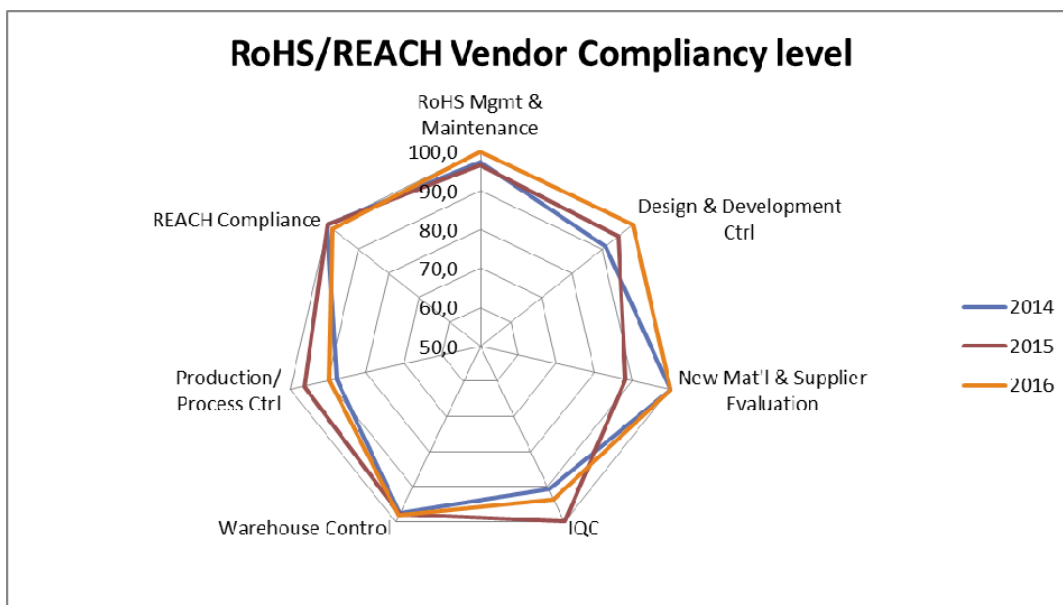 RoHS/REACH Vendor Compliancy level
RoHS Mgmt &
Maintenance
100,0
90,0
80,0
70,0
60,0
50,0
Design & Development
Ctrl
New Mat'l & Supplier
Evaluation
IQC
Warehouse Control
Production/
Process Ctrl
REACH Compliance
2014
2015
2016